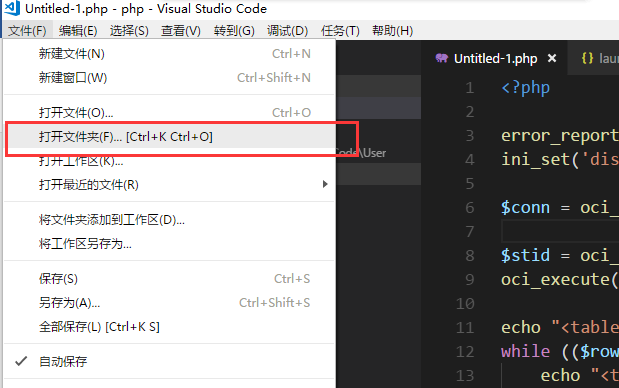 Untitled-1.php - php - Visual Studio Code
文件(F) 编辑(E) 选择(S) 查看(V) 转到(G) 调试(D) 任务(T) 帮助(H)
新建文件(N) Ctrl+N
新建窗口(W) Ctrl+Shift+N
打开文件(O)... Ctrl+O
打开文件夹(F)... [Ctrl+K Ctrl+O]
打开工作区(K)...
打开最近的文件(R)
将文件夹添加到工作区(D)...
将工作区另存为...
保存(S) Ctrl+S
另存为(A)... Ctrl+Shift+S
全部保存(L) [Ctrl+K S]
自动保存
Code\User
Untitled-1.php × {} lau
1 <?php
2
3 error_report
4 ini_set('dis
5
6 $conn = oci_
7
8 $stid = oci_
9 oci_execute(
10
11 echo "<table
12 while (($row
13 echo "<t